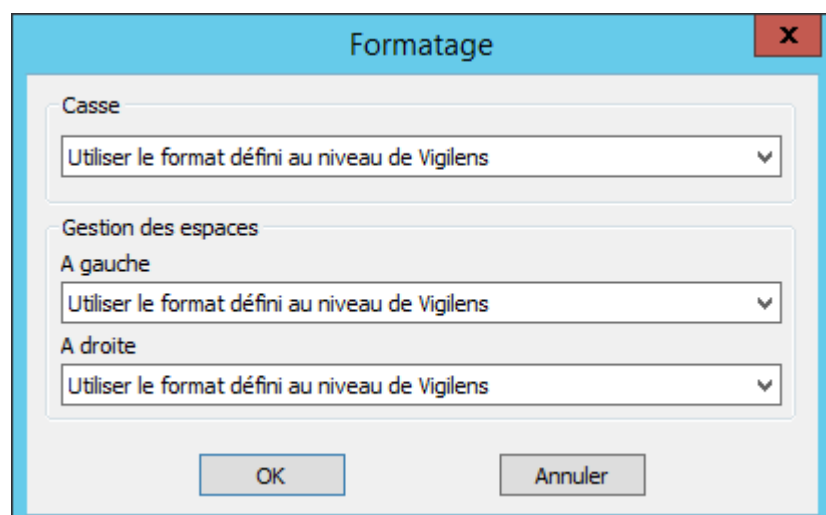 Formatage
x
Casse
Utiliser le format défini au niveau de Vigilens
Gestion des espaces
A gauche
Utiliser le format défini au niveau de Vigilens
A droite
Utiliser le format défini au niveau de Vigilens
OK Annuler